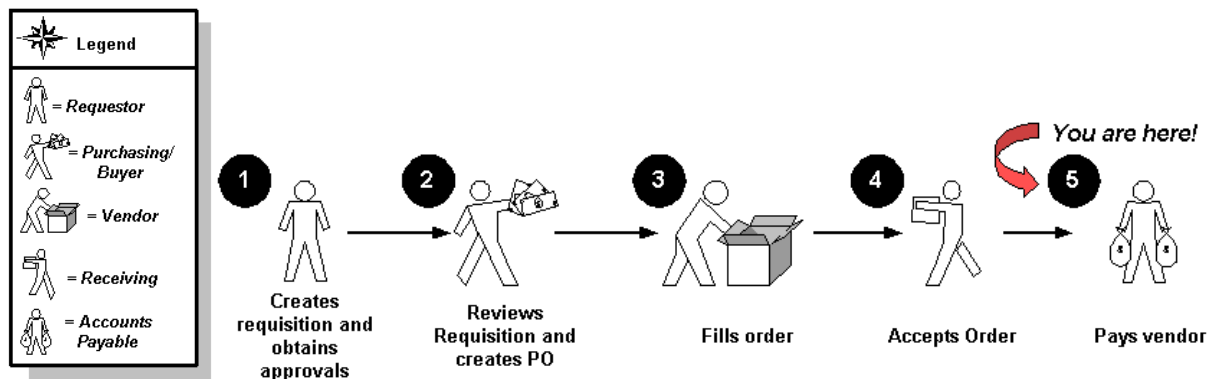 Legend
= Requestor
= Purchasing/
Buyer
= Vendor
= Receiving
= Accounts
Payable
You are here!
1
2
3
4
5
Creates
requisition and
obtains
approvals
Reviews
Requisition and
creates PO
Fills order
Accepts Order
Pays vendor
$
$